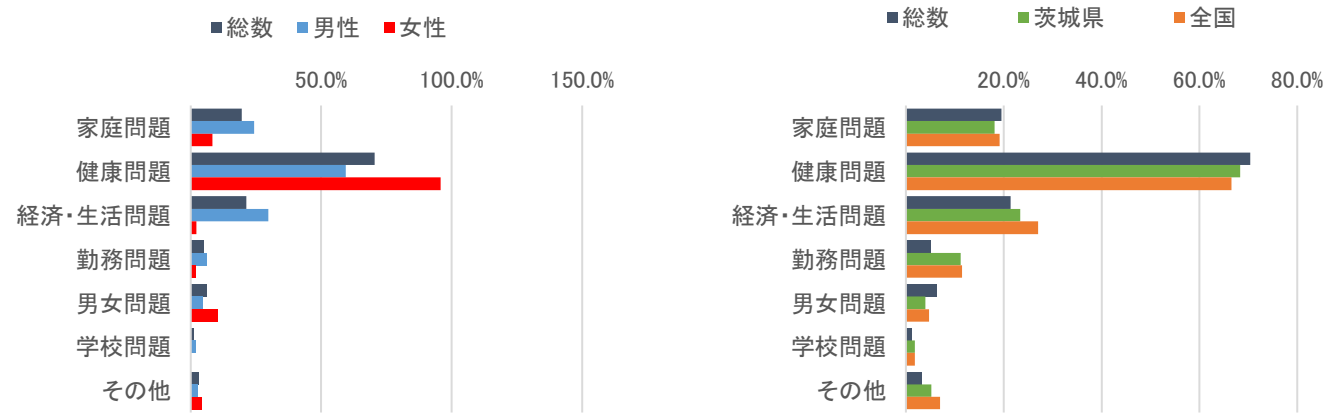 総数 男性 女性
50.0% 100.0% 150.0%
家庭問題
健康問題
経済・生活問題
勤務問題
男女問題
学校問題
その他
総数 茨城県 全国
20.0% 40.0% 60.0% 80.0%
家庭問題
健康問題
経済・生活問題
勤務問題
男女問題
学校問題
その他